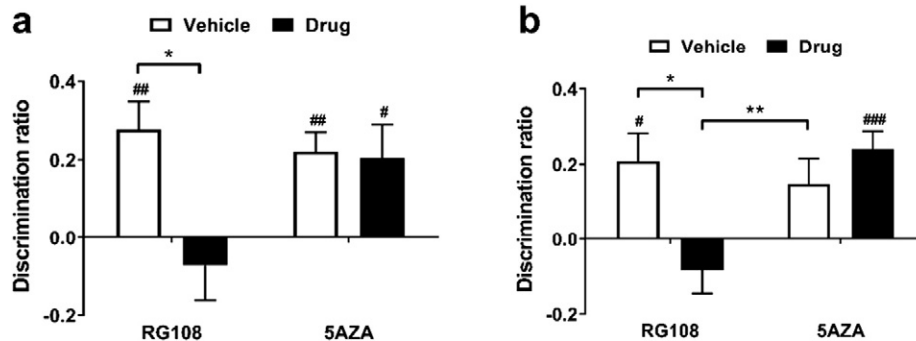 a
Vehicle Drug
*
##
##
#
Discrimination ratio
0.4
0.2
0.0
-0.2
RG108 5AZA
b
Vehicle Drug
*
**
#
###
Discrimination ratio
0.4
0.2
0.0
-0.2
RG108 5AZA